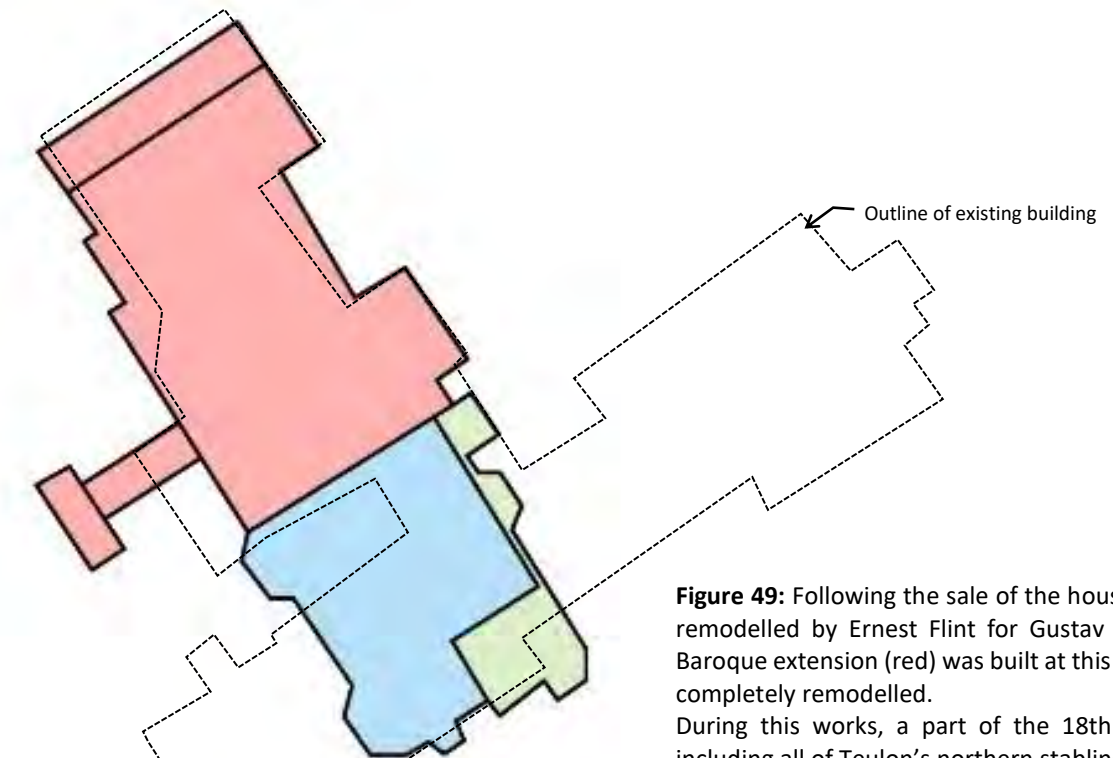 Outline of existing building
Figure 49: Following the sale of the hous
remodelled by Ernest Flint for Gustav
Baroque extension (red) was built at this
completely remodelled.
During this works, a part of the 18th
including all of Teulon's northern stablin